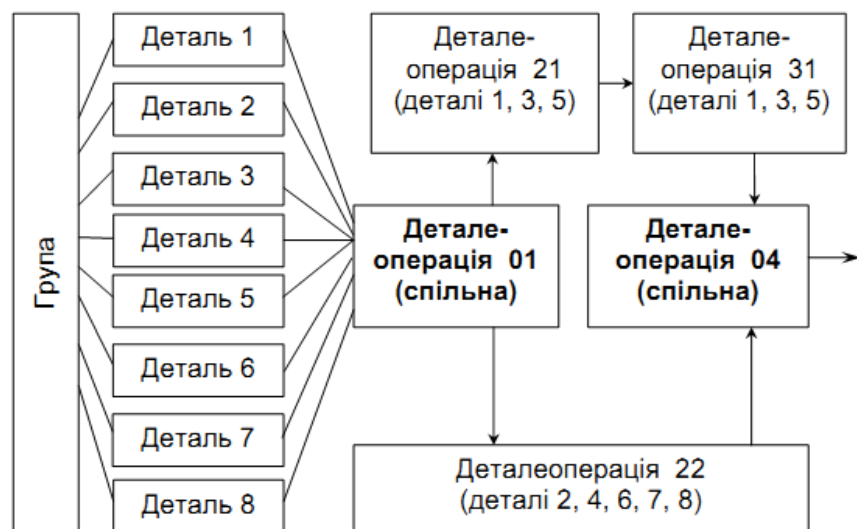 Група
Деталь 1
Деталь 2
Деталь 3
Деталь 4
Деталь 5
Деталь 6
Деталь 7
Деталь 8
Детале-
операція 01
(спільна)
Детале-
операція 21
(деталі 1, 3, 5)
Детале-
операція 31
(деталі 1, 3, 5)
Детале-
операція 04
(спільна)
Деталеоперація 22
(деталі 2, 4, 6, 7, 8)